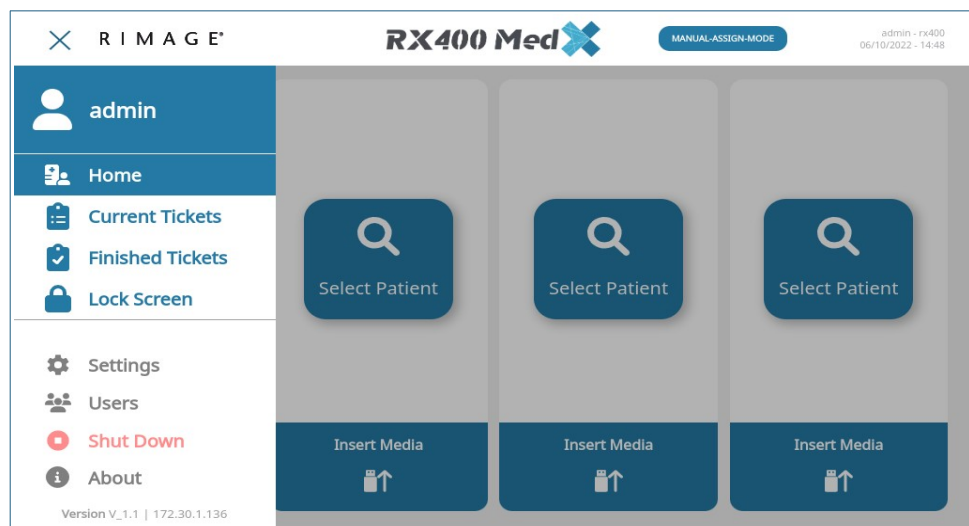 RIMAGE®
RX400 Med
MANUAL-ASSIGN-MODE
admin - rx400
06/10/2022 - 14:48
admin
Home
Current Tickets
Finished Tickets
Lock Screen
Settings
Users
Shut Down
About
Version V_1.1 | 172.30.1.136
Select Patient
Insert Media
Select Patient
Insert Media
Select Patient
Insert Media